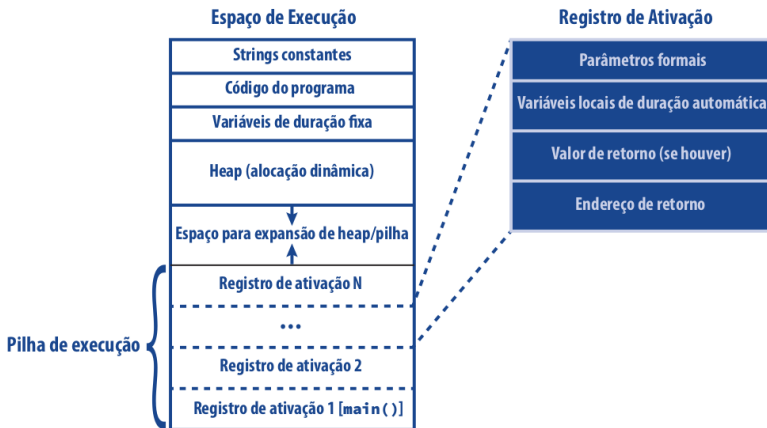 Espaço de Execução
Strings constantes
Código do programa
Variáveis de duração fixa
Heap (alocação dinâmica)
Espaço para expansão de heap/pilha
Registro de ativação N
...
Registro de ativação 2
Registro de ativação 1 [main()]
Pilha de execução
Registro de Ativação
Parâmetros formais
Variáveis locais de duração automática
Valor de retorno (se houver)
Endereço de retorno